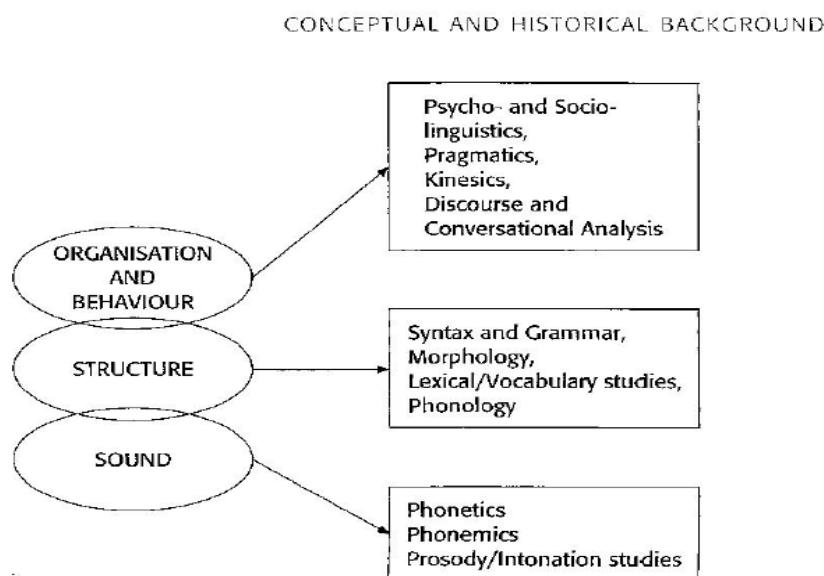 CONCEPTUAL AND HISTORICAL BACKGROUND
Psycho- and Socio-
linguistics,
Pragmatics,
Kinesics,
Discourse and
Conversational Analysis
ORGANISATION
AND
BEHAVIOUR
Syntax and Grammar,
Morphology,
Lexical/Vocabulary studies,
Phonology
STRUCTURE
SOUND
Phonetics
Phonemics
Prosody/Intonation studies